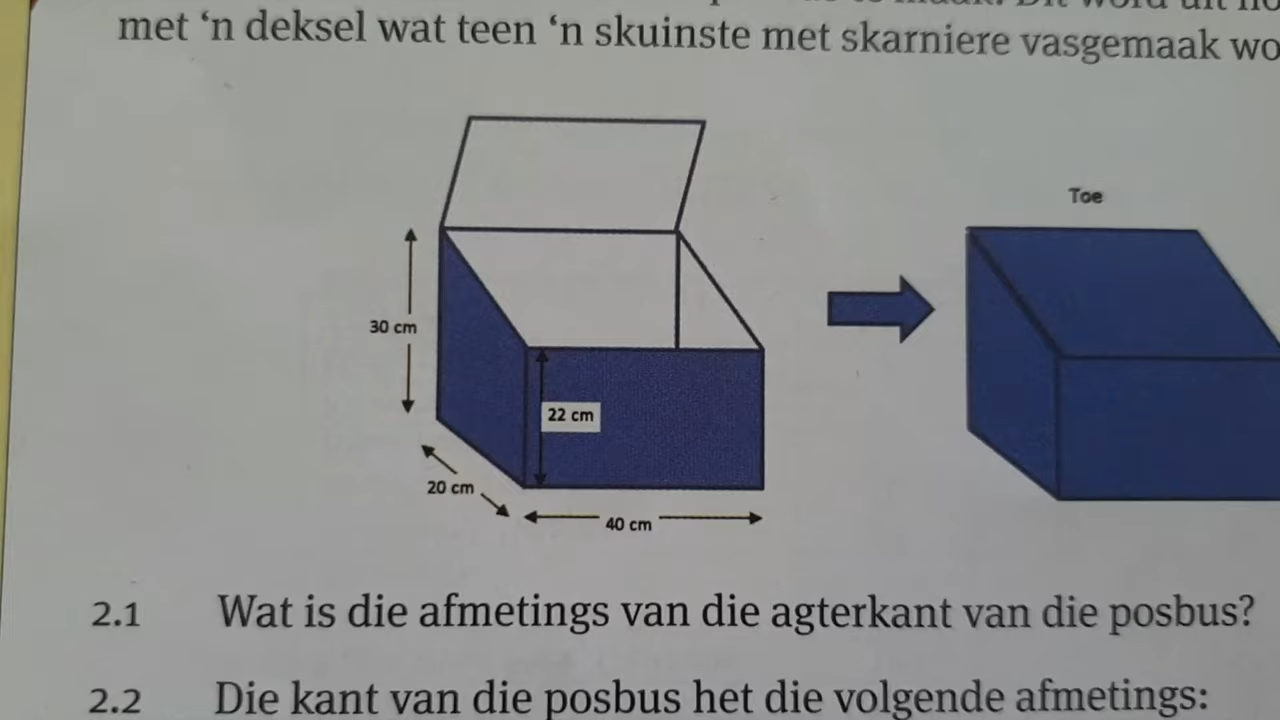 met ‘n deksel wat teen ‘n skuinste met skarniere vasgemaak
Toe
30 cm
22 cm
20 cm
40 cm
2.1 Wat is die afmetings van die agterkant van die posbus?
2.2 Die kant van die posbus het die volgende afmetings: